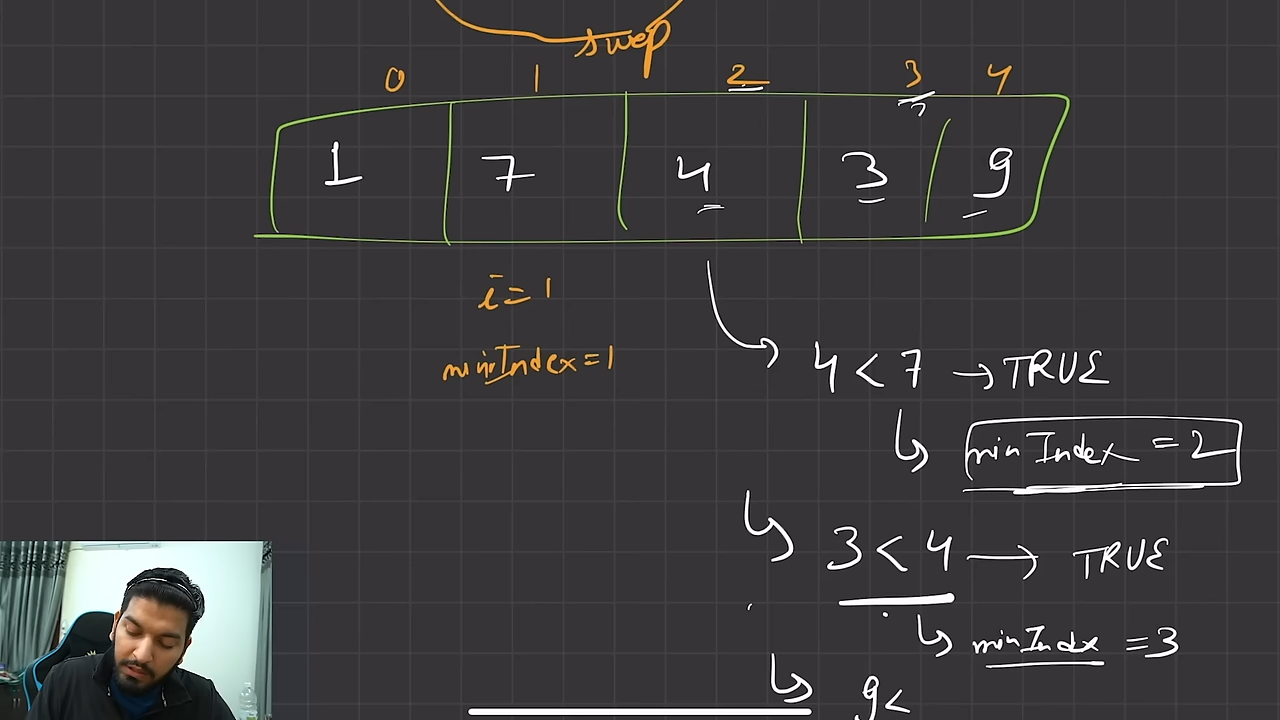 swap
0 1 2 3 4
1 7 4 3 9
i = 1
minIndex = 1
4 < 7 → TRUE
minIndex = 2
3 < 4 → TRUE
minIndex = 3
9 <